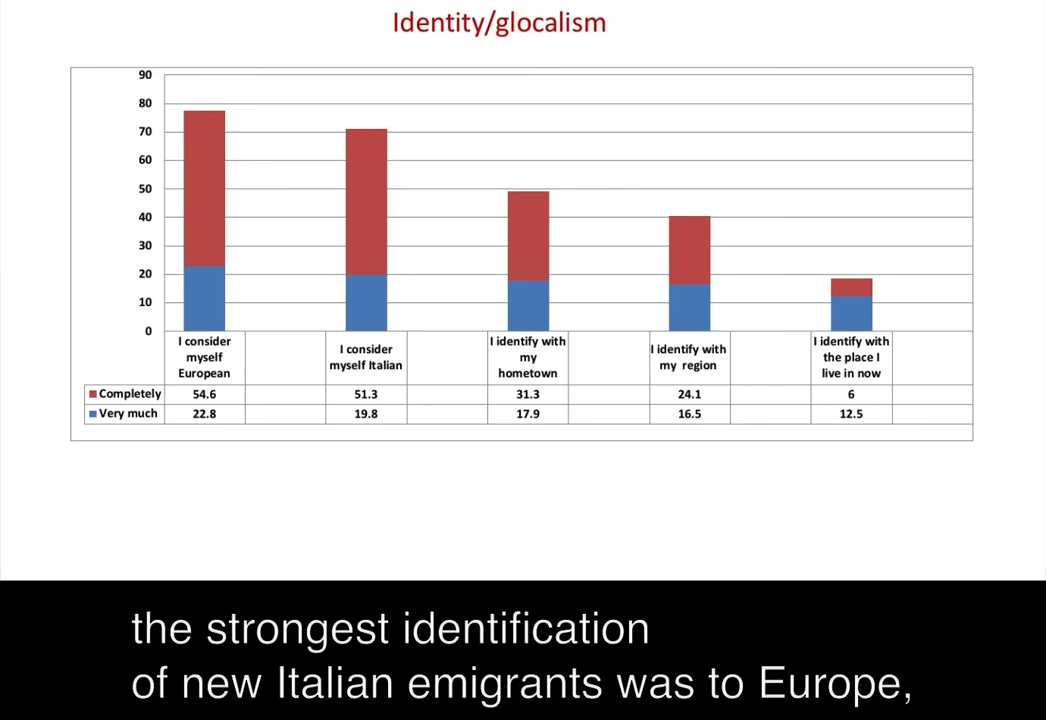 Identity/glocalism
90
80
70
60
50
40
30
20
10
0
I consider myself European
I consider myself Italian
I identify with my hometown
I identify with my region
I identify with the place I live in now
Completely 54.6 51.3 31.3 24.1 6
Very much 22.8 19.8 17.9 16.5 12.5
the strongest identification
of new Italian emigrants was to Europe,